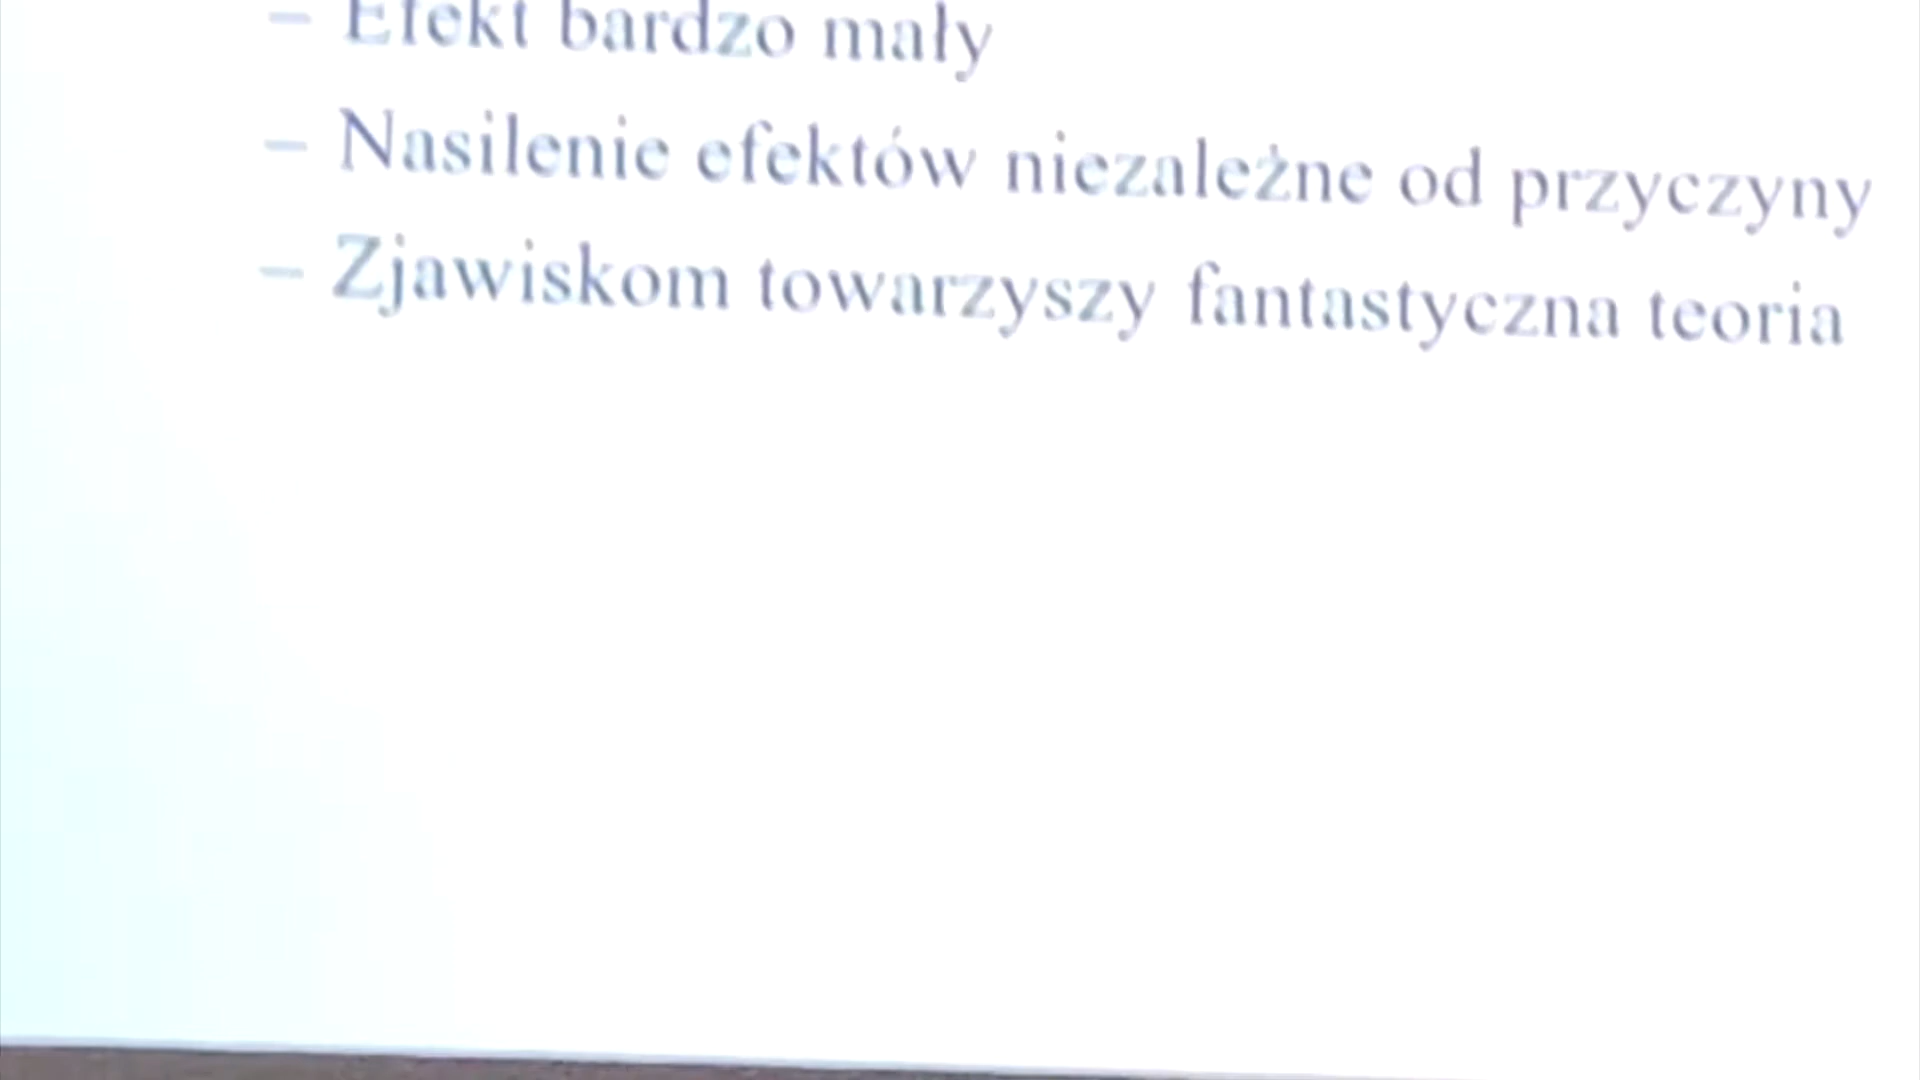 – Efekt bardzo mały
– Nasilenie efektów niezależne od przyczyny
– Zjawiskom towarzyszy fantastyczna teoria